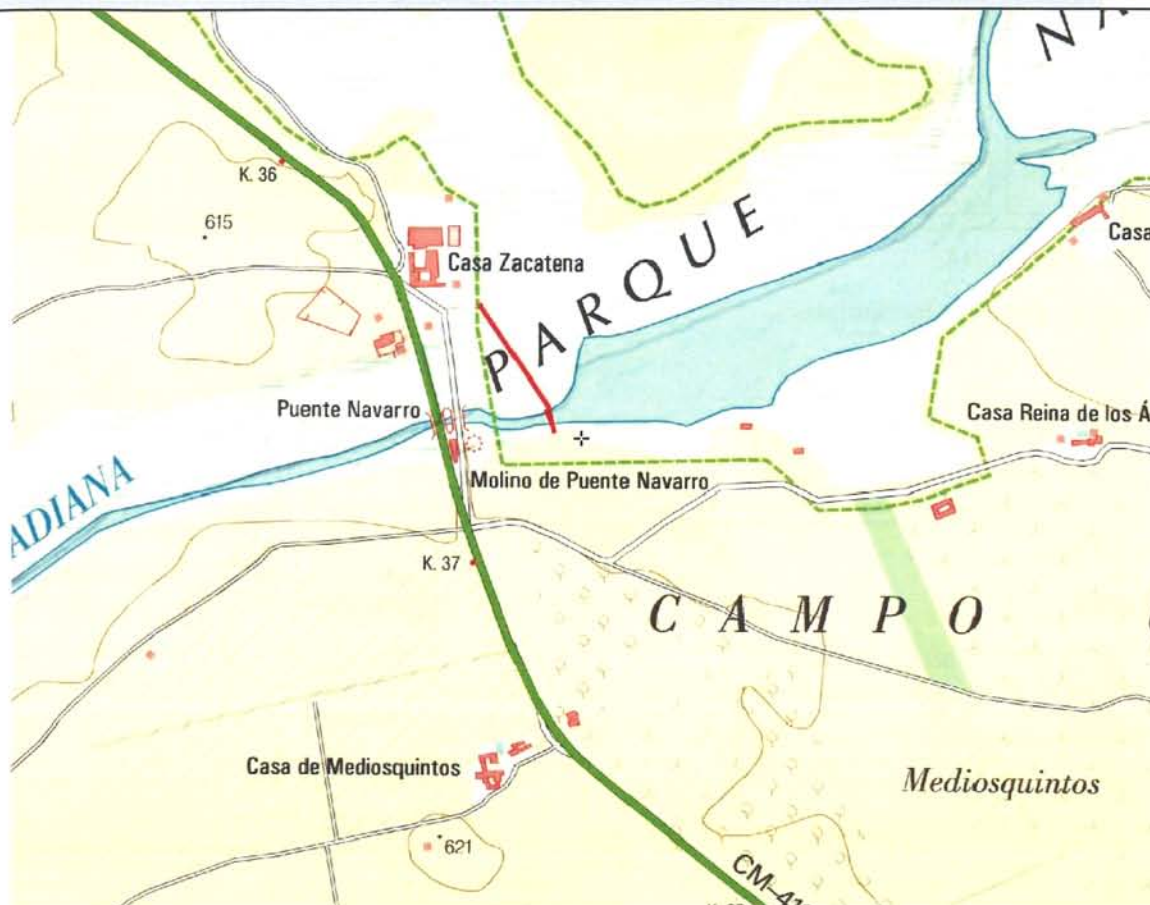 NA
K. 36
615
Casa Zacatena
PARQUE
Casa
Puente Navarro
Casa Reina de los Á
Molino de Puente Navarro
ADIANA
K. 37
CAMPO
Casa de Mediosquintos
Mediosquintos
621
CM-41